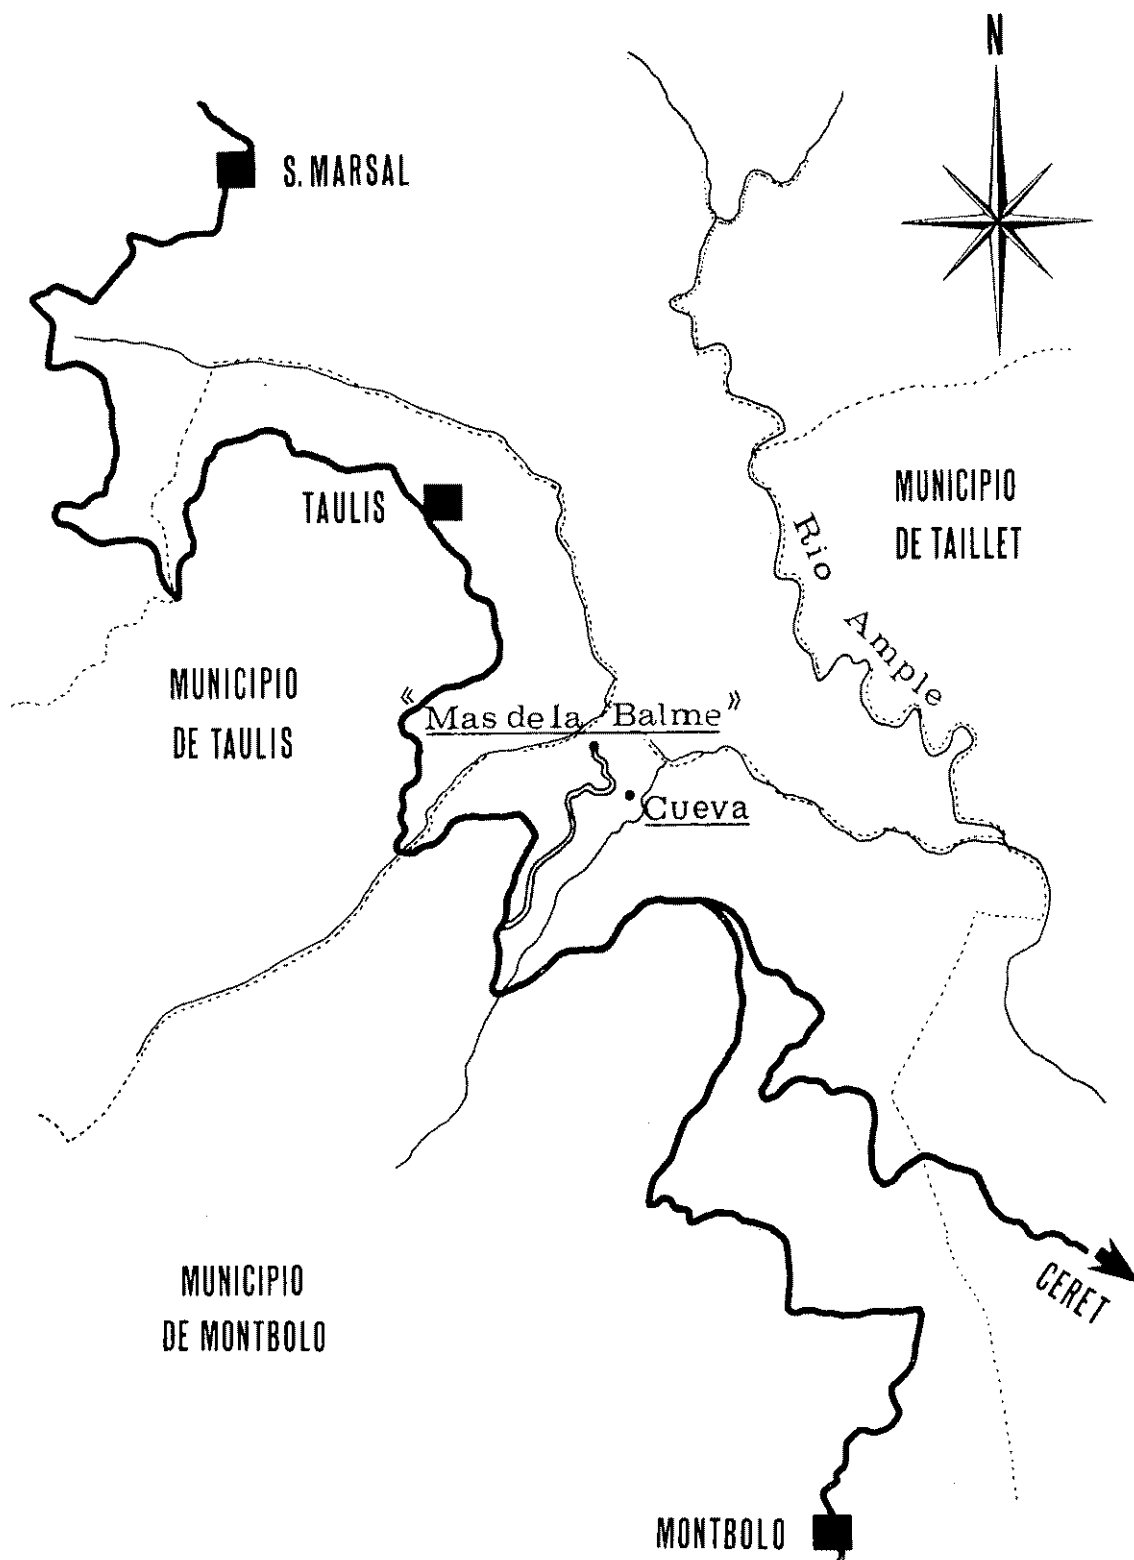 N
S. MARSAL
MUNICIPIO
DE TAILLET
TAULIS
Rio Ample
MUNICIPIO
DE TAULIS
« Mas de la Balme »
Cueva
CERET
MUNICIPIO
DE MONTBOLO
MONTBOLO